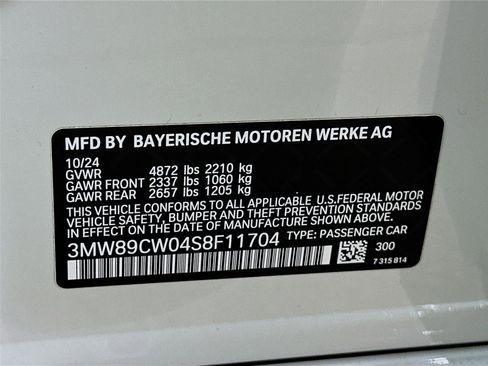 MFD BY BAYERISCHE MOTOREN WERKE AG
10/24
GVWR 4872 lbs 2210 kg
GAWR FRONT 2337 lbs 1060 kg
GAWR REAR 2657 lbs 1205 kg
THIS VEHICLE CONFORMS TO ALL APPLICABLE U.S.FEDERAL MOTOR
VEHICLE SAFETY, BUMPER, AND THEFT PREVENTION STANDARDS
IN EFFECT ON THE DATE OF MANUFACTURE SHOWN ABOVE.
3MW89CW04S8F11704 TYPE: PASSENGER CAR
300
7 315 814